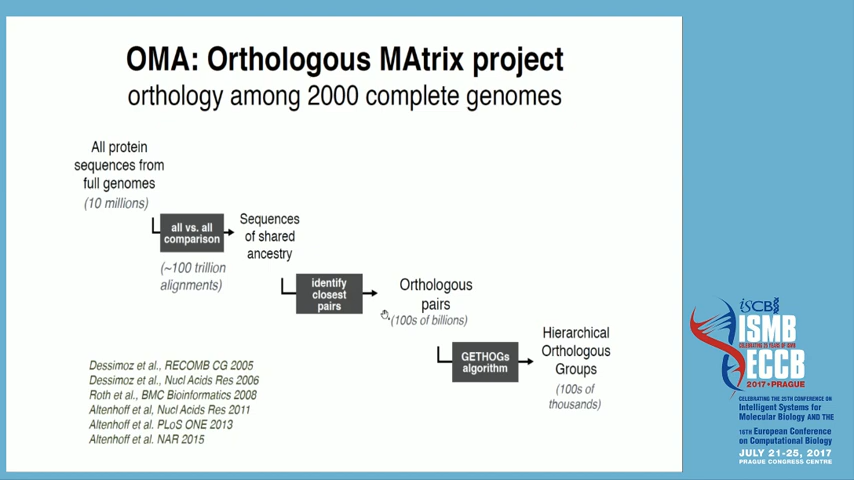 OMA: Orthologous MAtrix project
orthology among 2000 complete genomes
All protein
sequences from
full genomes
(10 millions)
all vs. all
comparison
(~100 trillion
alignments)
Sequences
of shared
ancestry
identify
closest
pairs
Orthologous
pairs
(100s of billions)
GETHOGs
algorithm
Hierarchical
Orthologous
Groups
(100s of
thousands)
Dessimoz et al., RECOMB CG 2005
Dessimoz et al., Nucl Acids Res 2006
Roth et al., BMC Bioinformatics 2008
Altenhoff et al, Nucl Acids Res 2011
Altenhoff et al. PLoS ONE 2013
Altenhoff et al. NAR 2015
iSCB
ISMB
CELEBRATING 25 YEARS OF ISMB
ECCB
2017 • PRAGUE
CELEBRATING THE 25TH CONFERENCE ON
Intelligent Systems for
Molecular Biology AND THE
16TH European Conference
on Computational Biology
JULY 21-25, 2017
PRAGUE CONGRESS CENTRE